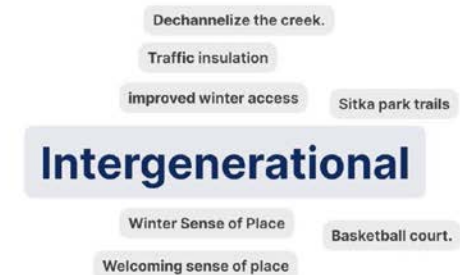 Dechannelize the creek.
Traffic insulation
improved winter access
Sitka park trails
Intergenerational
Winter Sense of Place
Basketball court.
Welcoming sense of place